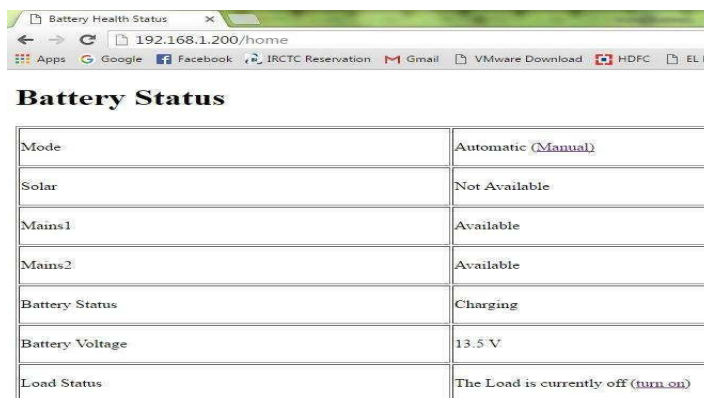 Battery Health Status
192.168.1.200/home
Apps Google Facebook IRCTC Reservation Gmail VMware Download HDFC EL
Battery Status
Mode Automatic (Manual)
Solar Not Available
Mains1 Available
Mains2 Available
Battery Status Charging
Battery Voltage 13.5 V
Load Status The Load is currently off (turn on)